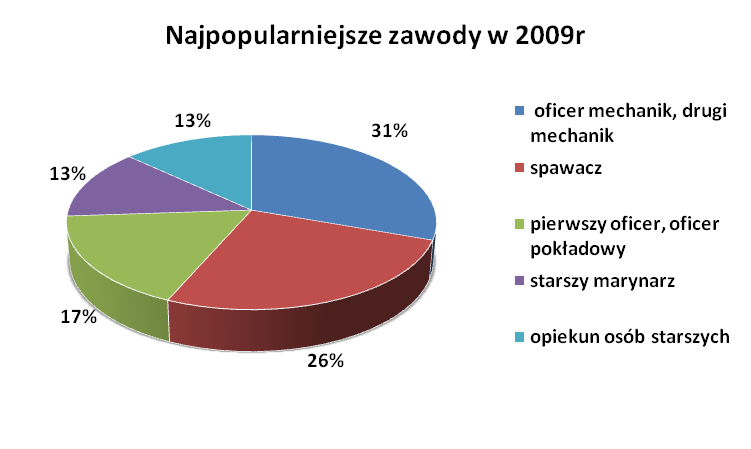 Najpopularniejsze zawody w 2009r
13%
31%
13%
17%
26%
oficer mechanik, drugi
mechanik
spawacz
pierwszy oficer, oficer
pokładowy
starszy marynarz
opiekun osób starszych